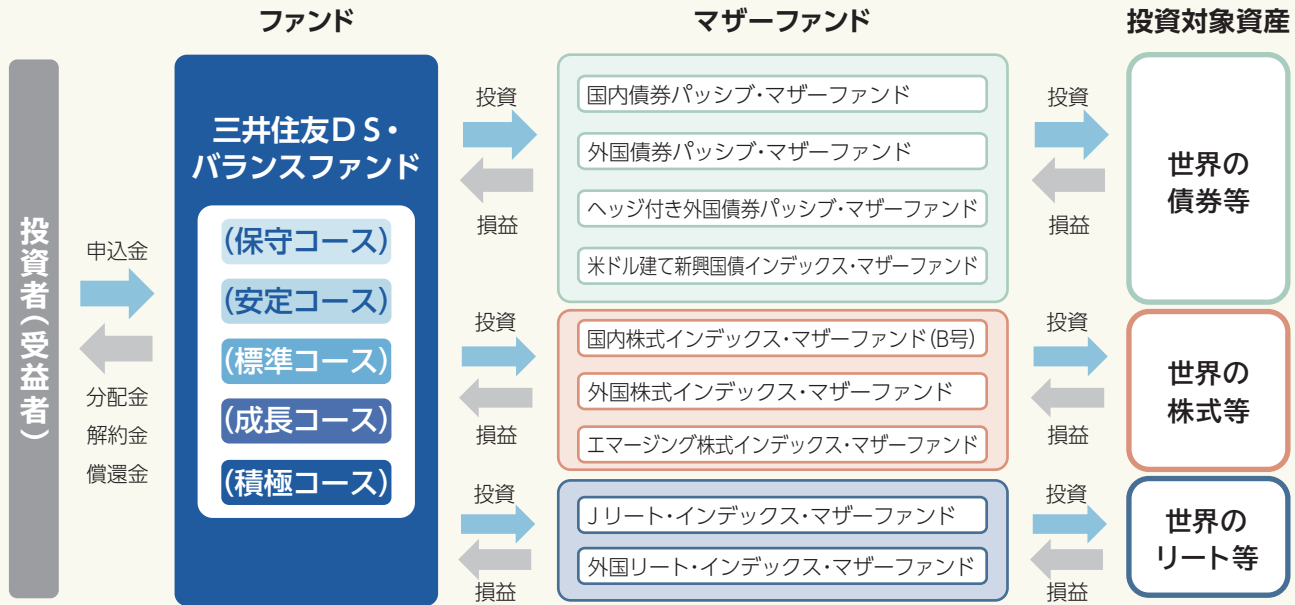 ファンド
マザーファンド
投資対象資産
投資者（受益者）
申込金
分配金
解約金
償還金
三井住友ＤＳ・
バランスファンド
（保守コース）
（安定コース）
（標準コース）
（成長コース）
（積極コース）
投資
損益
国内債券パッシブ・マザーファンド
外国債券パッシブ・マザーファンド
ヘッジ付き外国債券パッシブ・マザーファンド
米ドル建て新興国債インデックス・マザーファンド
投資
損益
世界の
債券等
投資
損益
国内株式インデックス・マザーファンド（B号）
外国株式インデックス・マザーファンド
エマージング株式インデックス・マザーファンド
投資
損益
世界の
株式等
投資
損益
Ｊリート・インデックス・マザーファンド
外国リート・インデックス・マザーファンド
投資
損益
世界の
リート等